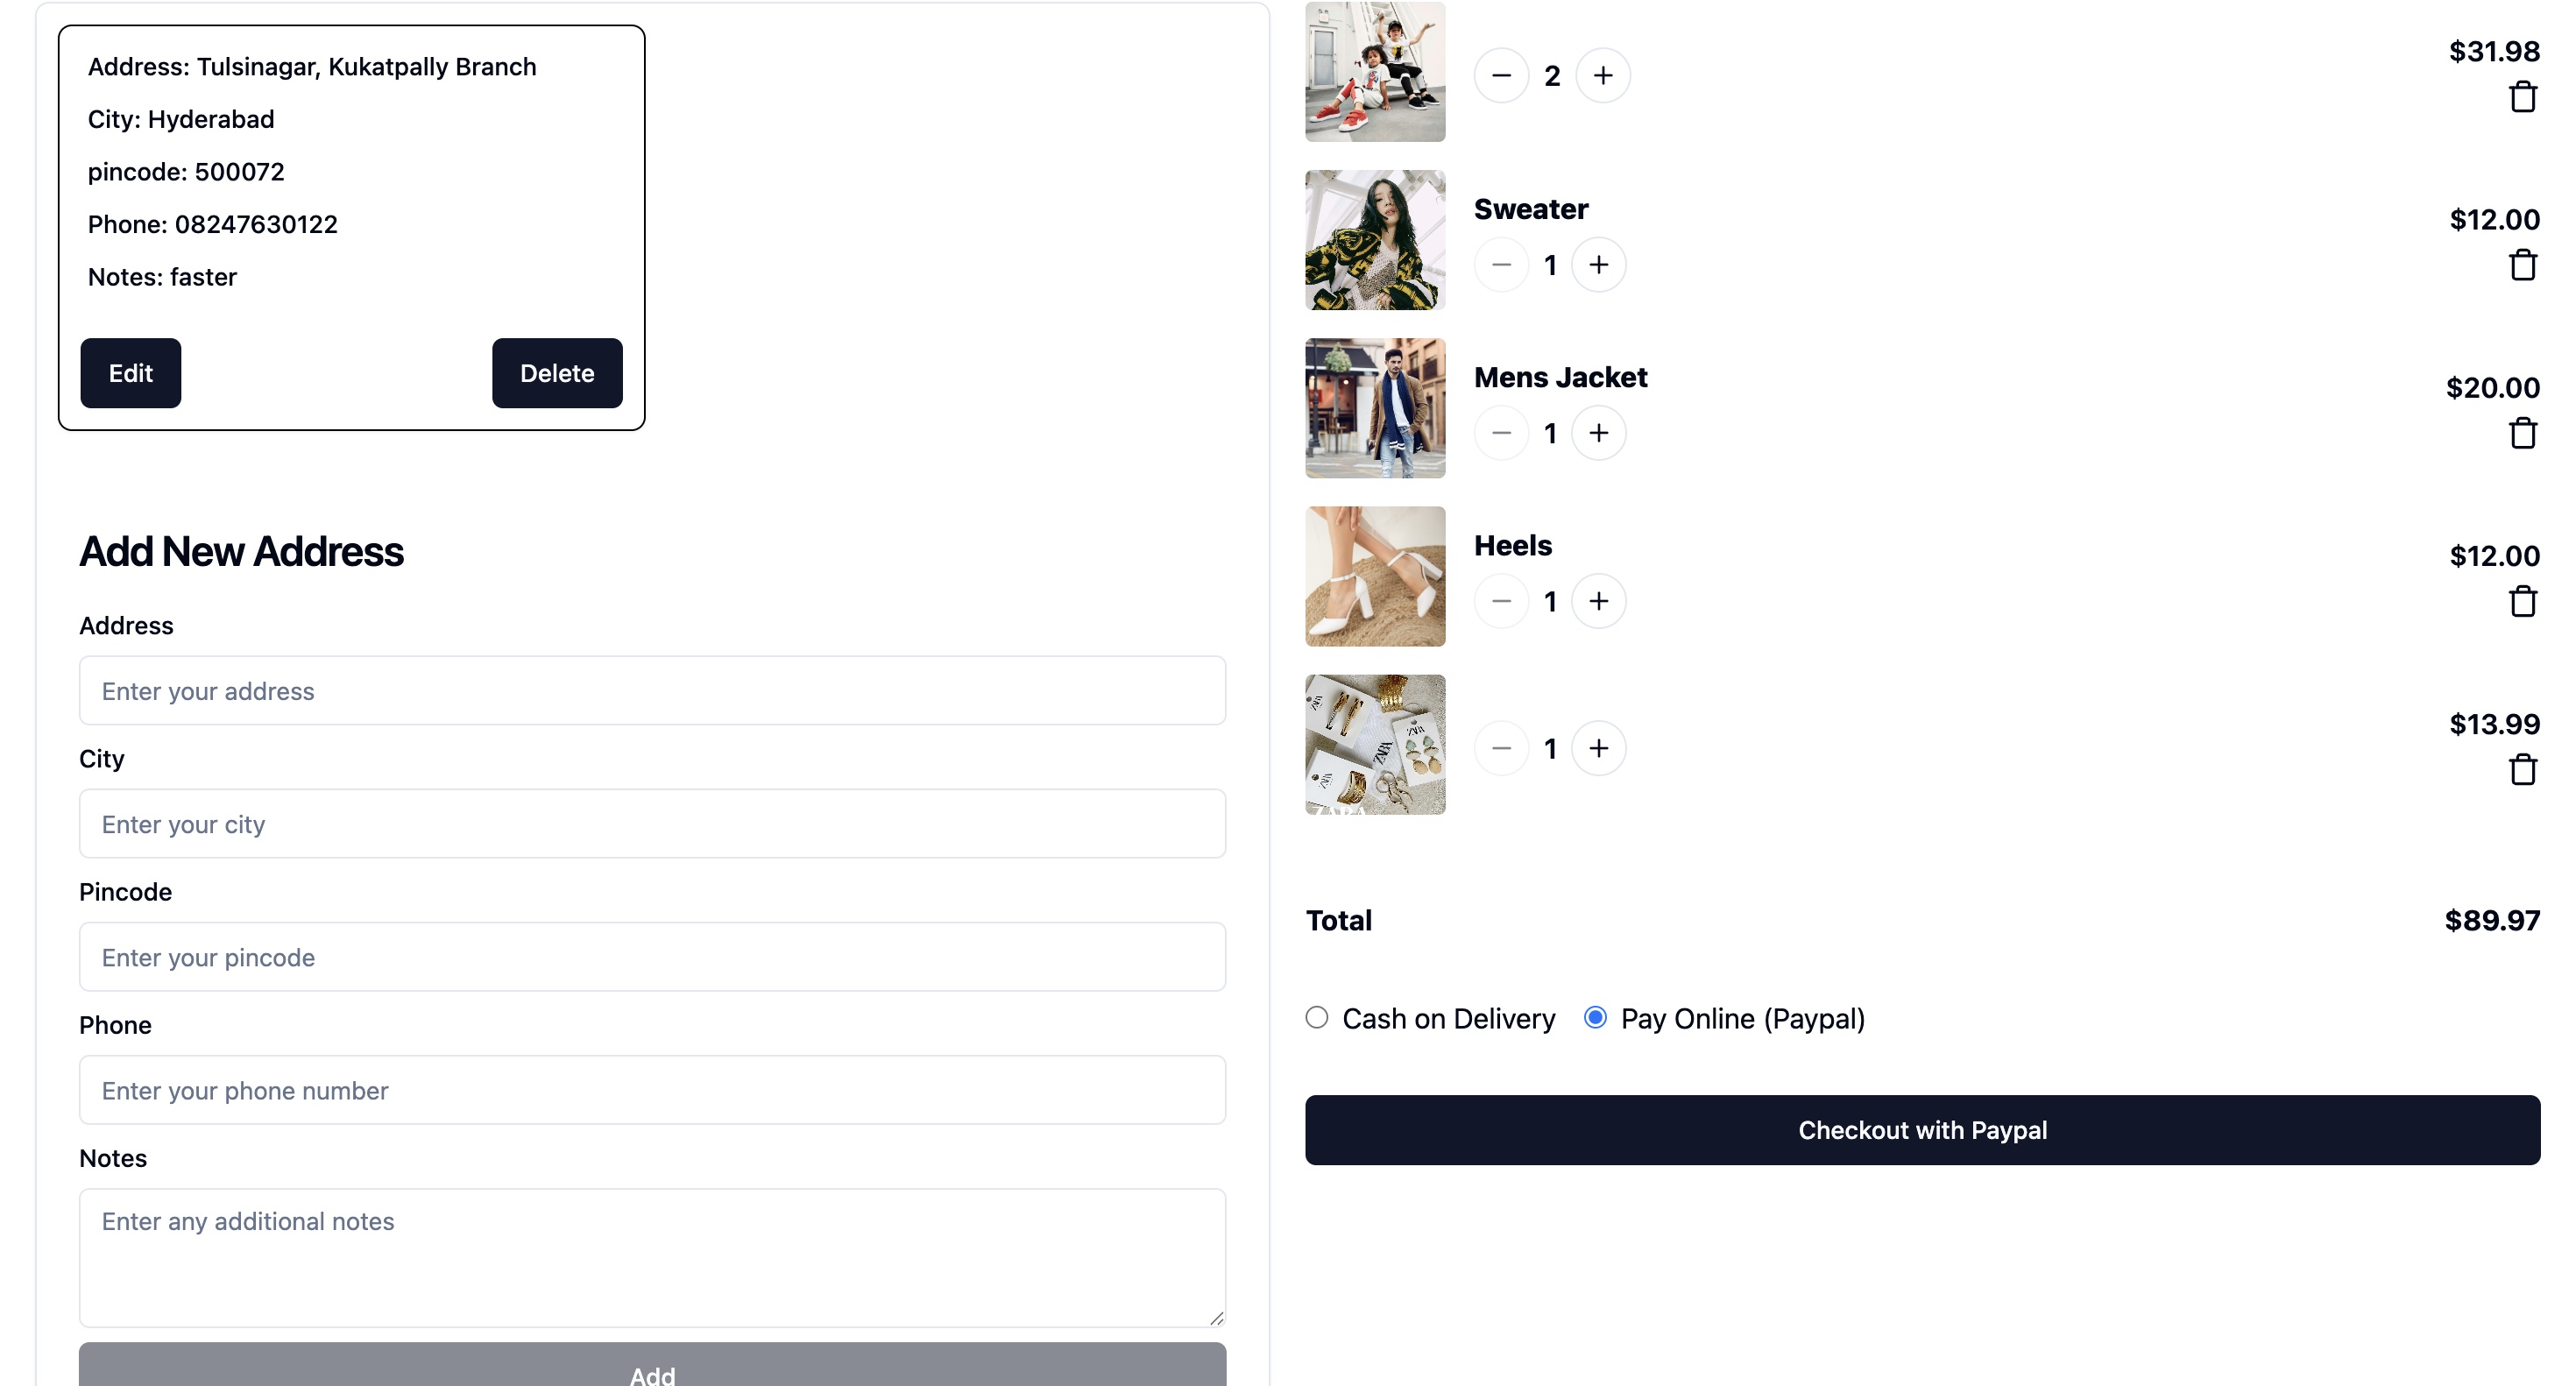 Address: Tulsinagar, Kukatpally Branch
City: Hyderabad
pincode: 500072
Phone: 08247630122
Notes: faster
Edit
Delete
Add New Address
Address
Enter your address
City
Enter your city
Pincode
Enter your pincode
Phone
Enter your phone number
Notes
Enter any additional notes
Add
2
$31.98
Sweater
1
$12.00
Mens Jacket
1
$20.00
Heels
1
$12.00
ZARA
ZARA
1
$13.99
Total
$89.97
Cash on Delivery
Pay Online (Paypal)
Checkout with Paypal